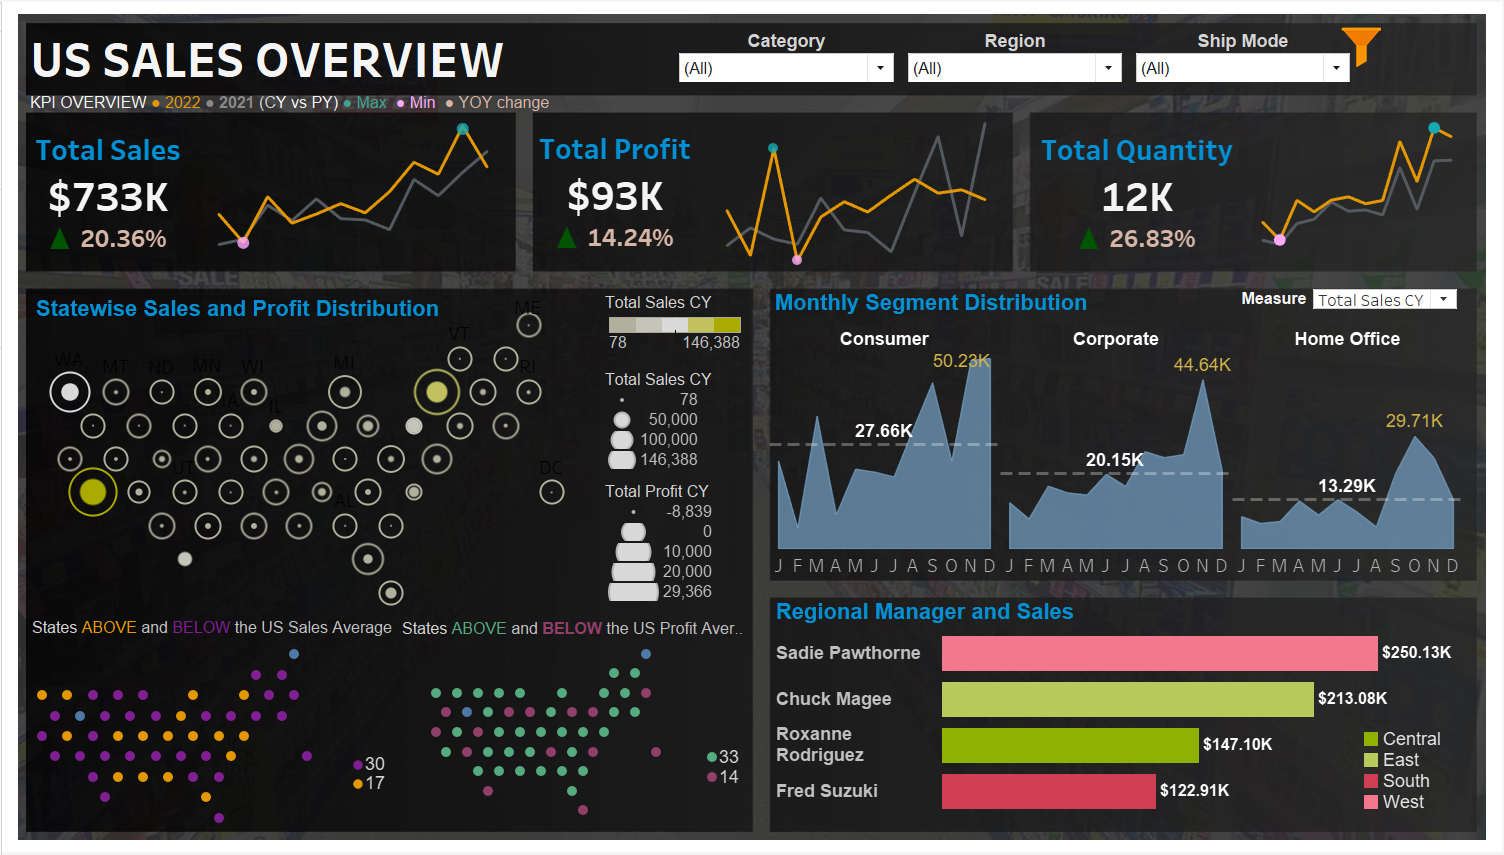 US SALES OVERVIEW
Category
Region
Ship Mode
(All)
(All)
(All)
KPI OVERVIEW ● 2022 ● 2021 (CY vs PY) ● Max ● Min ● YOY change
Total Sales
$733K
20.36%
Total Profit
$93K
14.24%
Total Quantity
12K
26.83%
SALE
Statewise Sales and Profit Distribution
ME
VT
WA
MT
ND
MN
WI
MI
RI
IL
UT
AL
DC
Total Sales CY
78
146,388
Total Sales CY
78
50,000
100,000
146,388
Total Profit CY
-8,839
0
10,000
20,000
29,366
States ABOVE and BELOW the US Sales Average
30
17
States ABOVE and BELOW the US Profit Aver..
33
14
Monthly Segment Distribution
Measure
Total Sales CY
Consumer
Corporate
Home Office
50.23K
44.64K
29.71K
27.66K
20.15K
13.29K
J F M A M J J A S O N D
J F M A M J J A S O N D
J F M A M J J A S O N D
Regional Manager and Sales
Sadie Pawthorne
$250.13K
Chuck Magee
$213.08K
Roxanne
Rodriguez
$147.10K
Fred Suzuki
$122.91K
Central
East
South
West